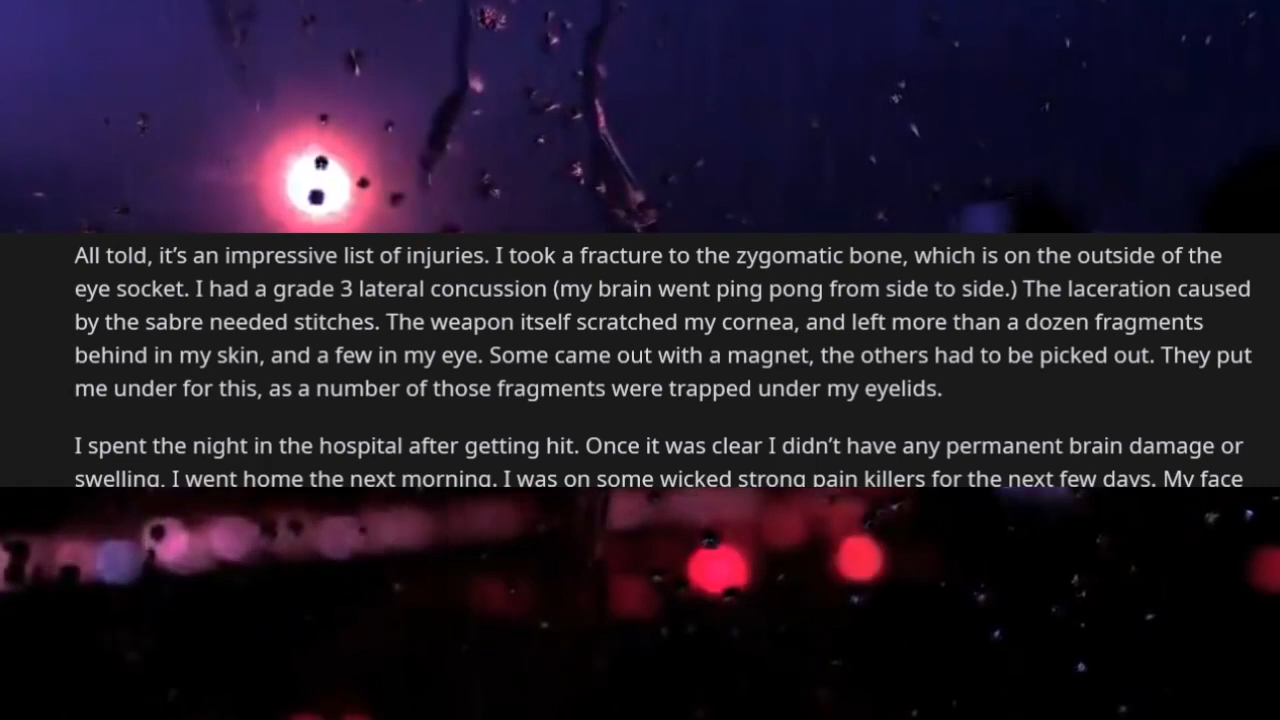 All told, it’s an impressive list of injuries. I took a fracture to the zygomatic bone, which is on the outside of the
eye socket. I had a grade 3 lateral concussion (my brain went ping pong from side to side.) The laceration caused
by the sabre needed stitches. The weapon itself scratched my cornea, and left more than a dozen fragments
behind in my skin, and a few in my eye. Some came out with a magnet, the others had to be picked out. They put
me under for this, as a number of those fragments were trapped under my eyelids.
I spent the night in the hospital after getting hit. Once it was clear I didn’t have any permanent brain damage or
swelling, I went home the next morning. I was on some wicked strong pain killers for the next few days. My face